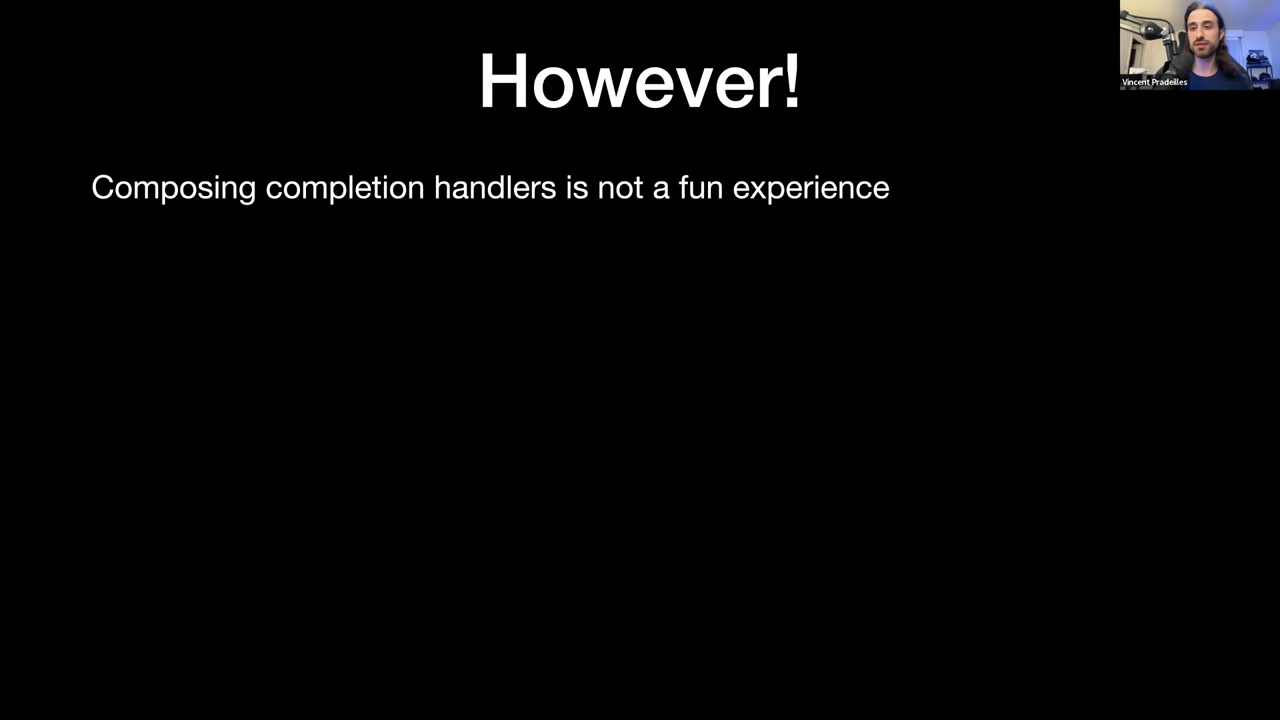 However!
Vincent Pradeilles
Composing completion handlers is not a fun experience